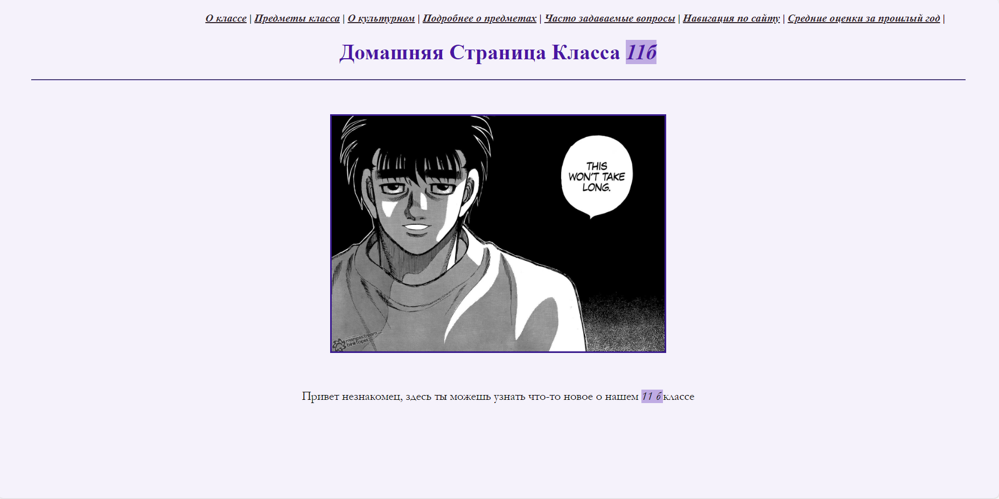 О классе | Предметы класса | О культурном | Подробнее о предметах | Часто задаваемые вопросы | Навигация по сайту | Средние оценки за прошлый год |
Домашняя Страница Класса 11б
THIS
WON'T TAKE
LONG.
mangastream.com
binktopia
Привет незнакомец, здесь ты можешь узнать что-то новое о нашем 11 б классе